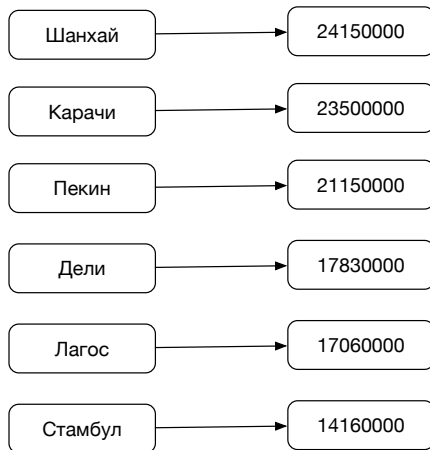 Шанхай 24150000
Карачи 23500000
Пекин 21150000
Дели 17830000
Лагос 17060000
Стамбул 14160000